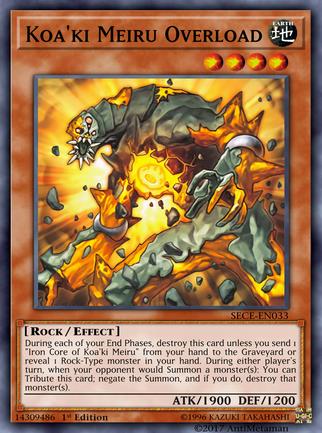 Koa'ki Meiru Overload
EARTH
地
SECE-EN033
[Rock / Effect]
During each of your End Phases, destroy this card unless you send 1
"Iron Core of Koa'ki Meiru" from your hand to the Graveyard or
reveal 1 Rock-Type monster in your hand. During either player's
turn, when your opponent would Summon a monster(s): You can
Tribute this card; negate the Summon, and if you do, destroy that
monster(s).
ATK/1900 DEF/1200
14309486 1st Edition ©1996 KAZUKI TAKAHASHI
©2017 AntiMetaman